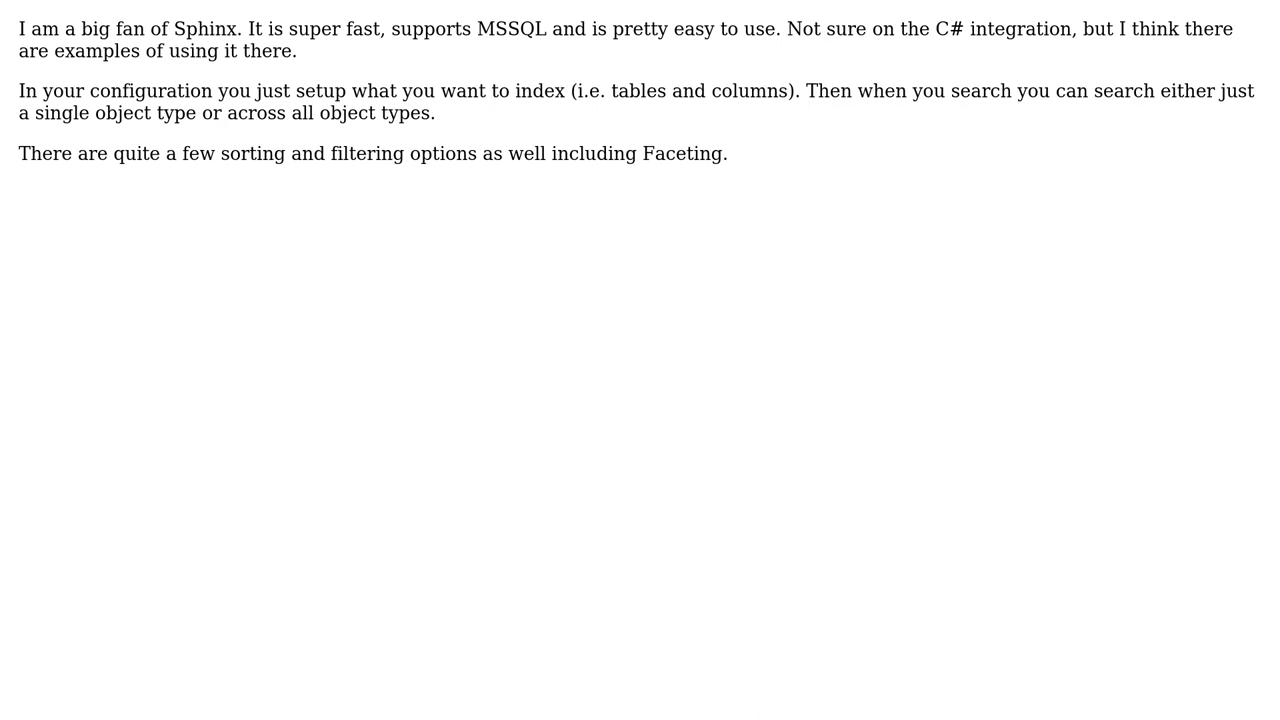 I am a big fan of Sphinx. It is super fast, supports MSSQL and is pretty easy to use. Not sure on the C# integration, but I think there
are examples of using it there.
In your configuration you just setup what you want to index (i.e. tables and columns). Then when you search you can search either just
a single object type or across all object types.
There are quite a few sorting and filtering options as well including Faceting.